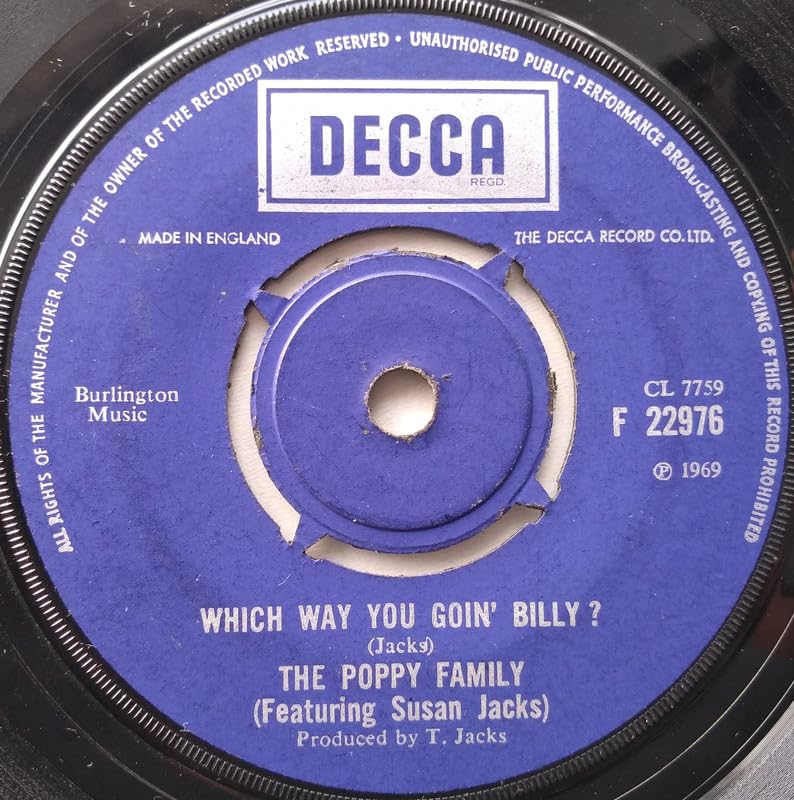 ALL RIGHTS OF THE MANUFACTURER AND OF THE OWNER OF THE RECORDED WORK RESERVED • UNAUTHORISED PUBLIC PERFORMANCE BROADCASTING AND COPYING OF THIS RECORD PROHIBITED
DECCA
REGD.
MADE IN ENGLAND
THE DECCA RECORD CO. LTD.
Burlington
Music
CL 7759
F 22976
Ⓟ 1969
WHICH WAY YOU GOIN' BILLY?
(Jacks)
THE POPPY FAMILY
(Featuring Susan Jacks)
Produced by T. Jacks